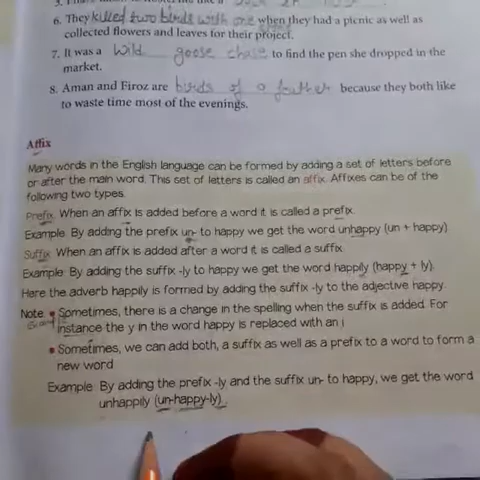 6. They killed two birds with one when they had a picnic as well as
collected flowers and leaves for their project.
7. It was a wild goose chase to find the pen she dropped in the
market.
8. Aman and Firoz are birds of a feather because they both like
to waste time most of the evenings.
Affix
Many words in the English language can be formed by adding a set of letters before
or after the main word. This set of letters is called an affix. Affixes can be of the
following two types.
Prefix: When an affix is added before a word it is called a prefix.
Example: By adding the prefix un- to happy we get the word unhappy (un + happy)
Suffix: When an affix is added after a word it is called a suffix.
Example: By adding the suffix -ly to happy we get the word happily (happy + ly)
Here the adverb happily is formed by adding the suffix -ly to the adjective happy.
Note: • Sometimes, there is a change in the spelling when the suffix is added. For
instance the y in the word happy is replaced with an i
• Sometimes, we can add both, a suffix as well as a prefix to a word to form a
new word
Example: By adding the prefix -ly and the suffix un- to happy, we get the word
unhappily (un-happy-ly).